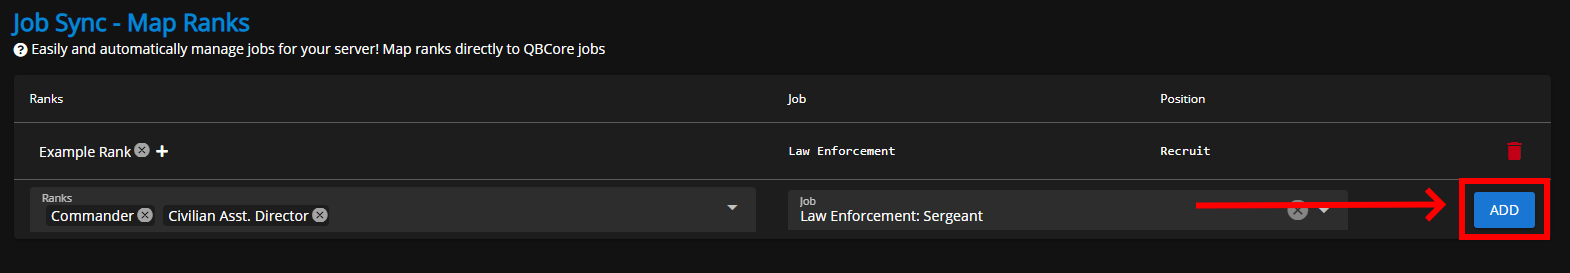 Job Sync - Map Ranks
Easily and automatically manage jobs for your server! Map ranks directly to QBCore jobs
Ranks Job Position
Example Rank Law Enforcement Recruit
Ranks
Commander Civilian Asst. Director
Job
Law Enforcement: Sergeant
ADD